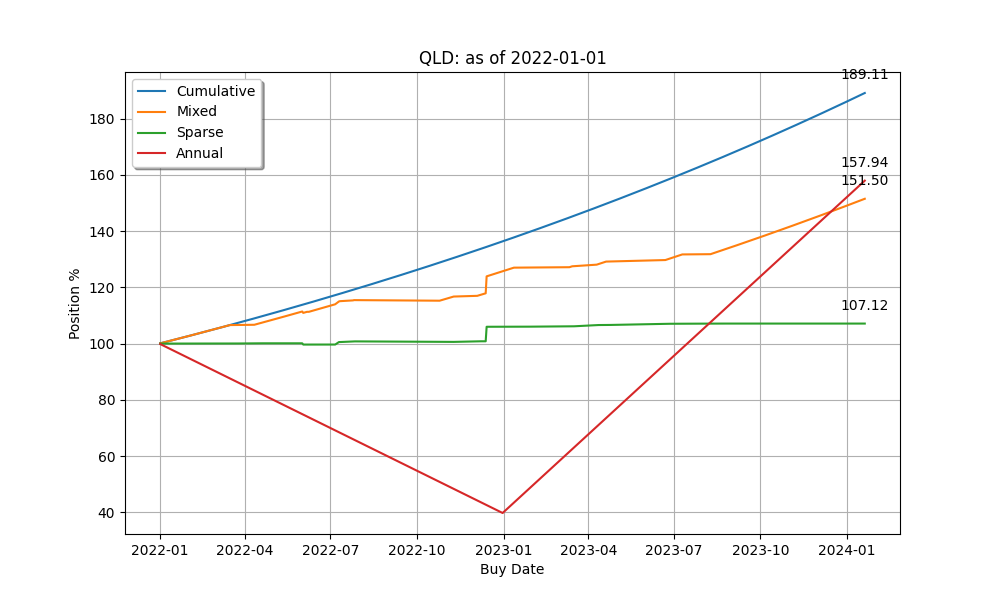 QLD: as of 2022-01-01
Cumulative
Mixed
Sparse
Annual
189.11
157.94
151.50
107.12
Position %
180
160
140
120
100
80
60
40
2022-01 2022-04 2022-07 2022-10 2023-01 2023-04 2023-07 2023-10 2024-01
Buy Date